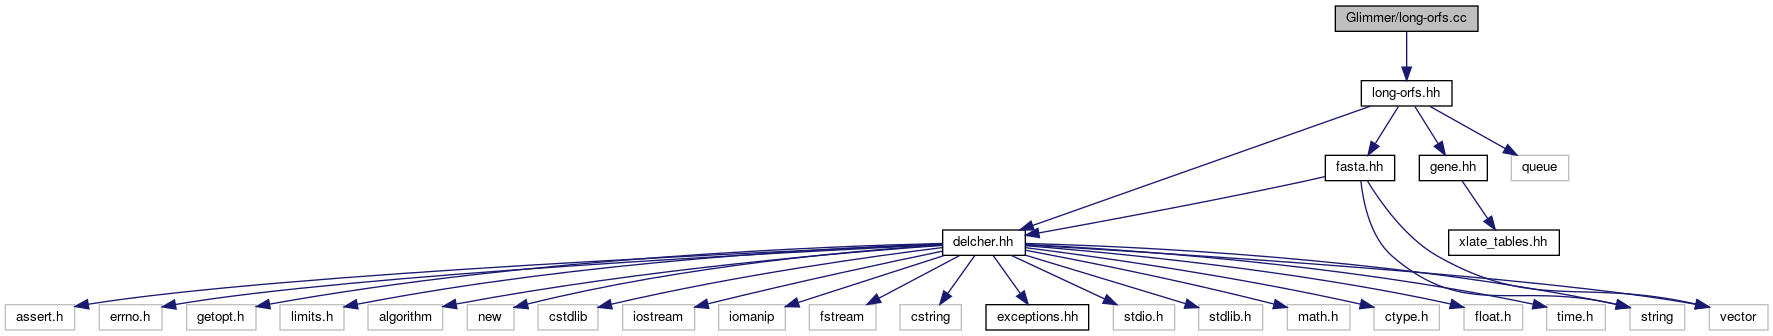 Glimmer/long-orfs.cc
long-orfs.hh
fasta.hh
gene.hh
queue
delcher.hh
xlate_tables.hh
assert.h
errno.h
getopt.h
limits.h
algorithm
new
cstdlib
iostream
iomanip
fstream
cstring
exceptions.hh
stdio.h
stdlib.h
math.h
ctype.h
float.h
time.h
string
vector